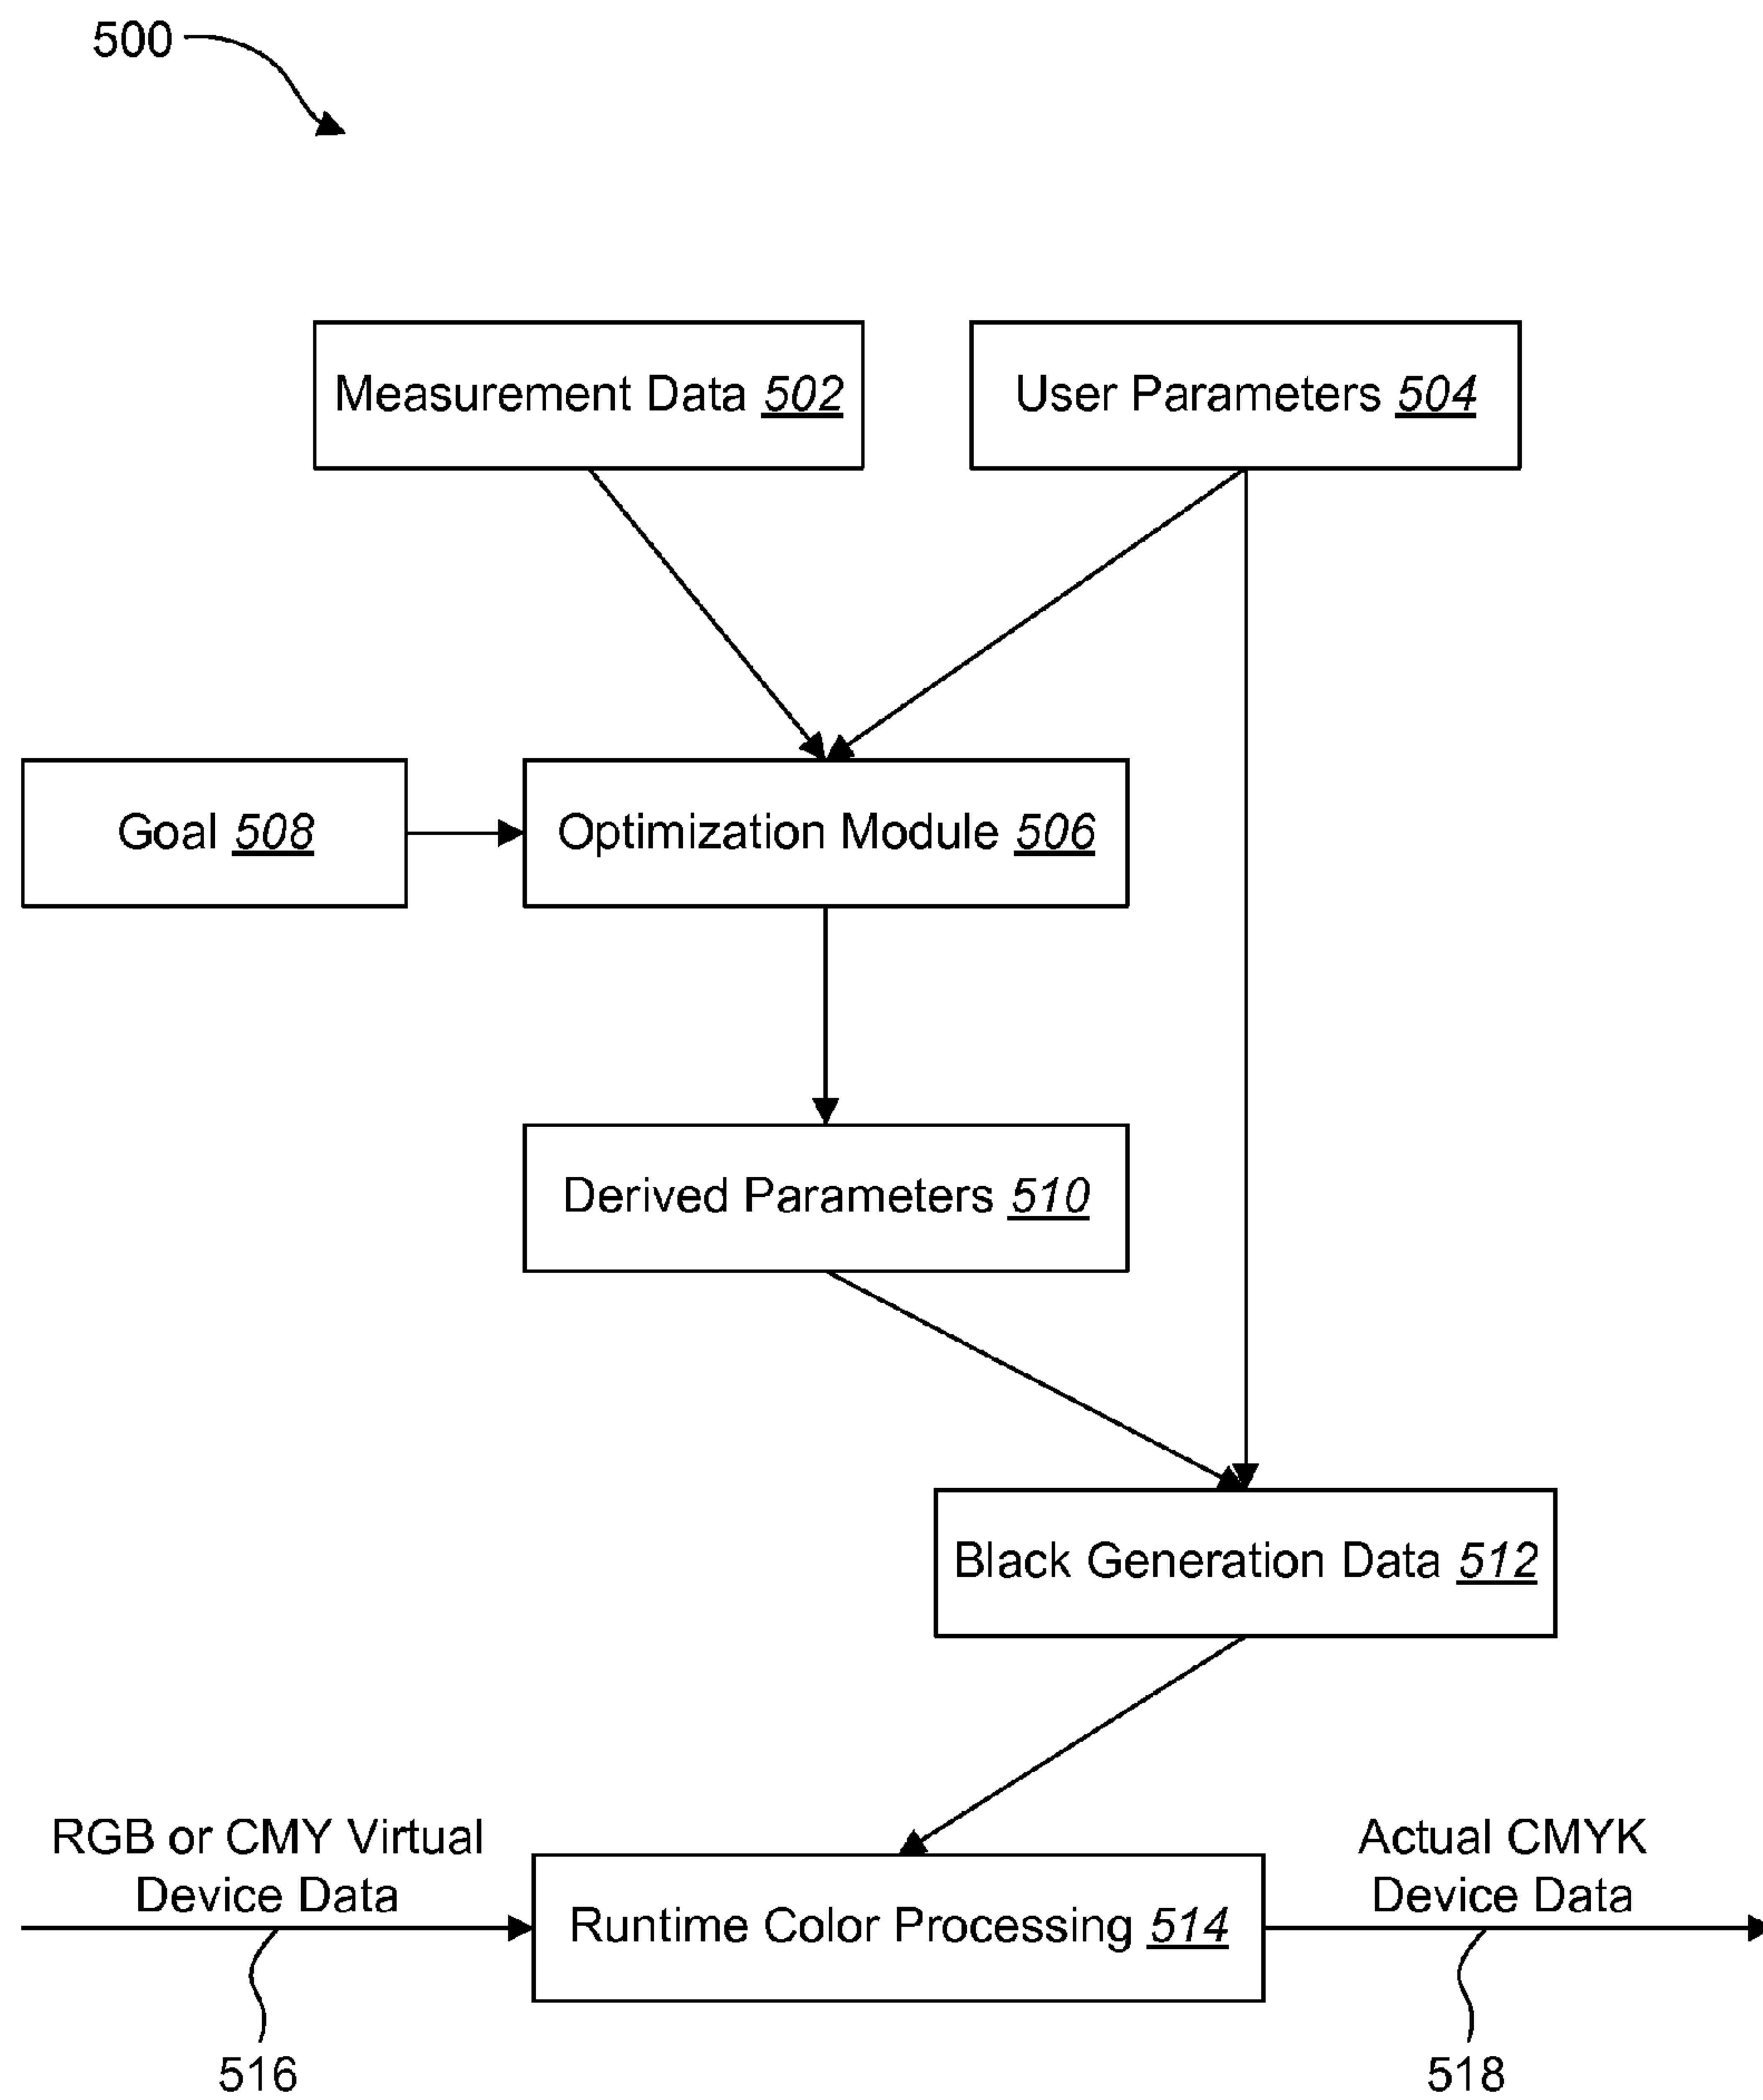 500
Measurement Data 502
User Parameters 504
Goal 508
Optimization Module 506
Derived Parameters 510
Black Generation Data 512
RGB or CMY Virtual
Device Data
Actual CMYK
Device Data
Runtime Color Processing 514
516
518